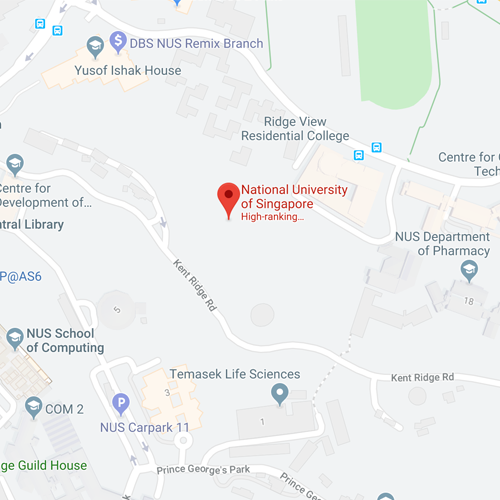 DBS NUS Remix Branch
Yusof Ishak House
Ridge View
Residential College
Centre for
Development of...
Centre for
Tech
National University
of Singapore
High-ranking...
ntral Library
NUS Department
of Pharmacy
P@AS6
Kent Ridge Rd
18
5
NUS School
of Computing
Temasek Life Sciences
Kent Ridge Rd
3
COM 2
P
NUS Carpark 11
1
ge Guild House
Prince George's Park
Prince George's Park